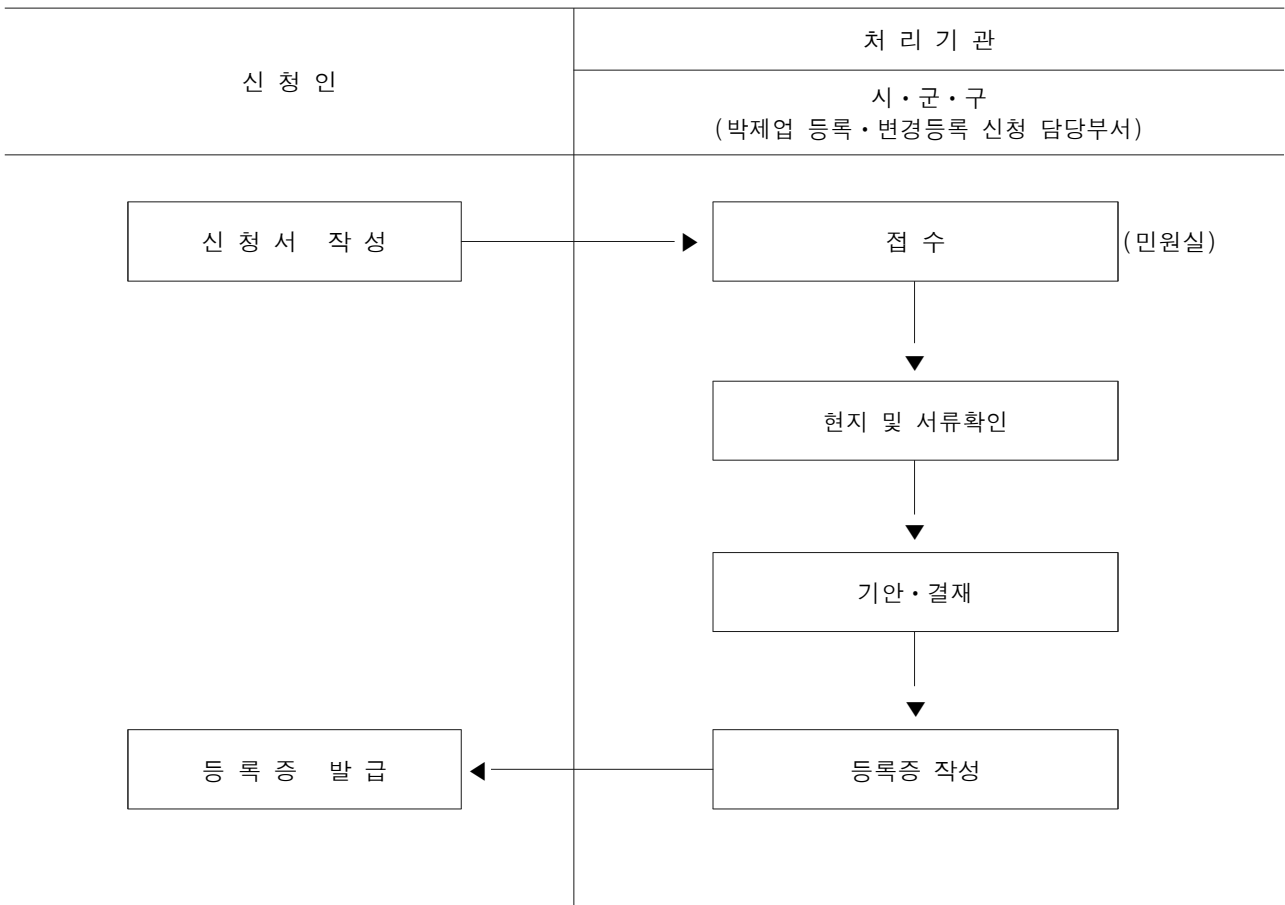 신 청 인
처 리 기 관
시・군・구
(박제업 등록・변경등록 신청 담당부서)
신 청 서 작 성
접 수
(민원실)
현지 및 서류확인
기안・결재
등 록 증 발 급
등록증 작성